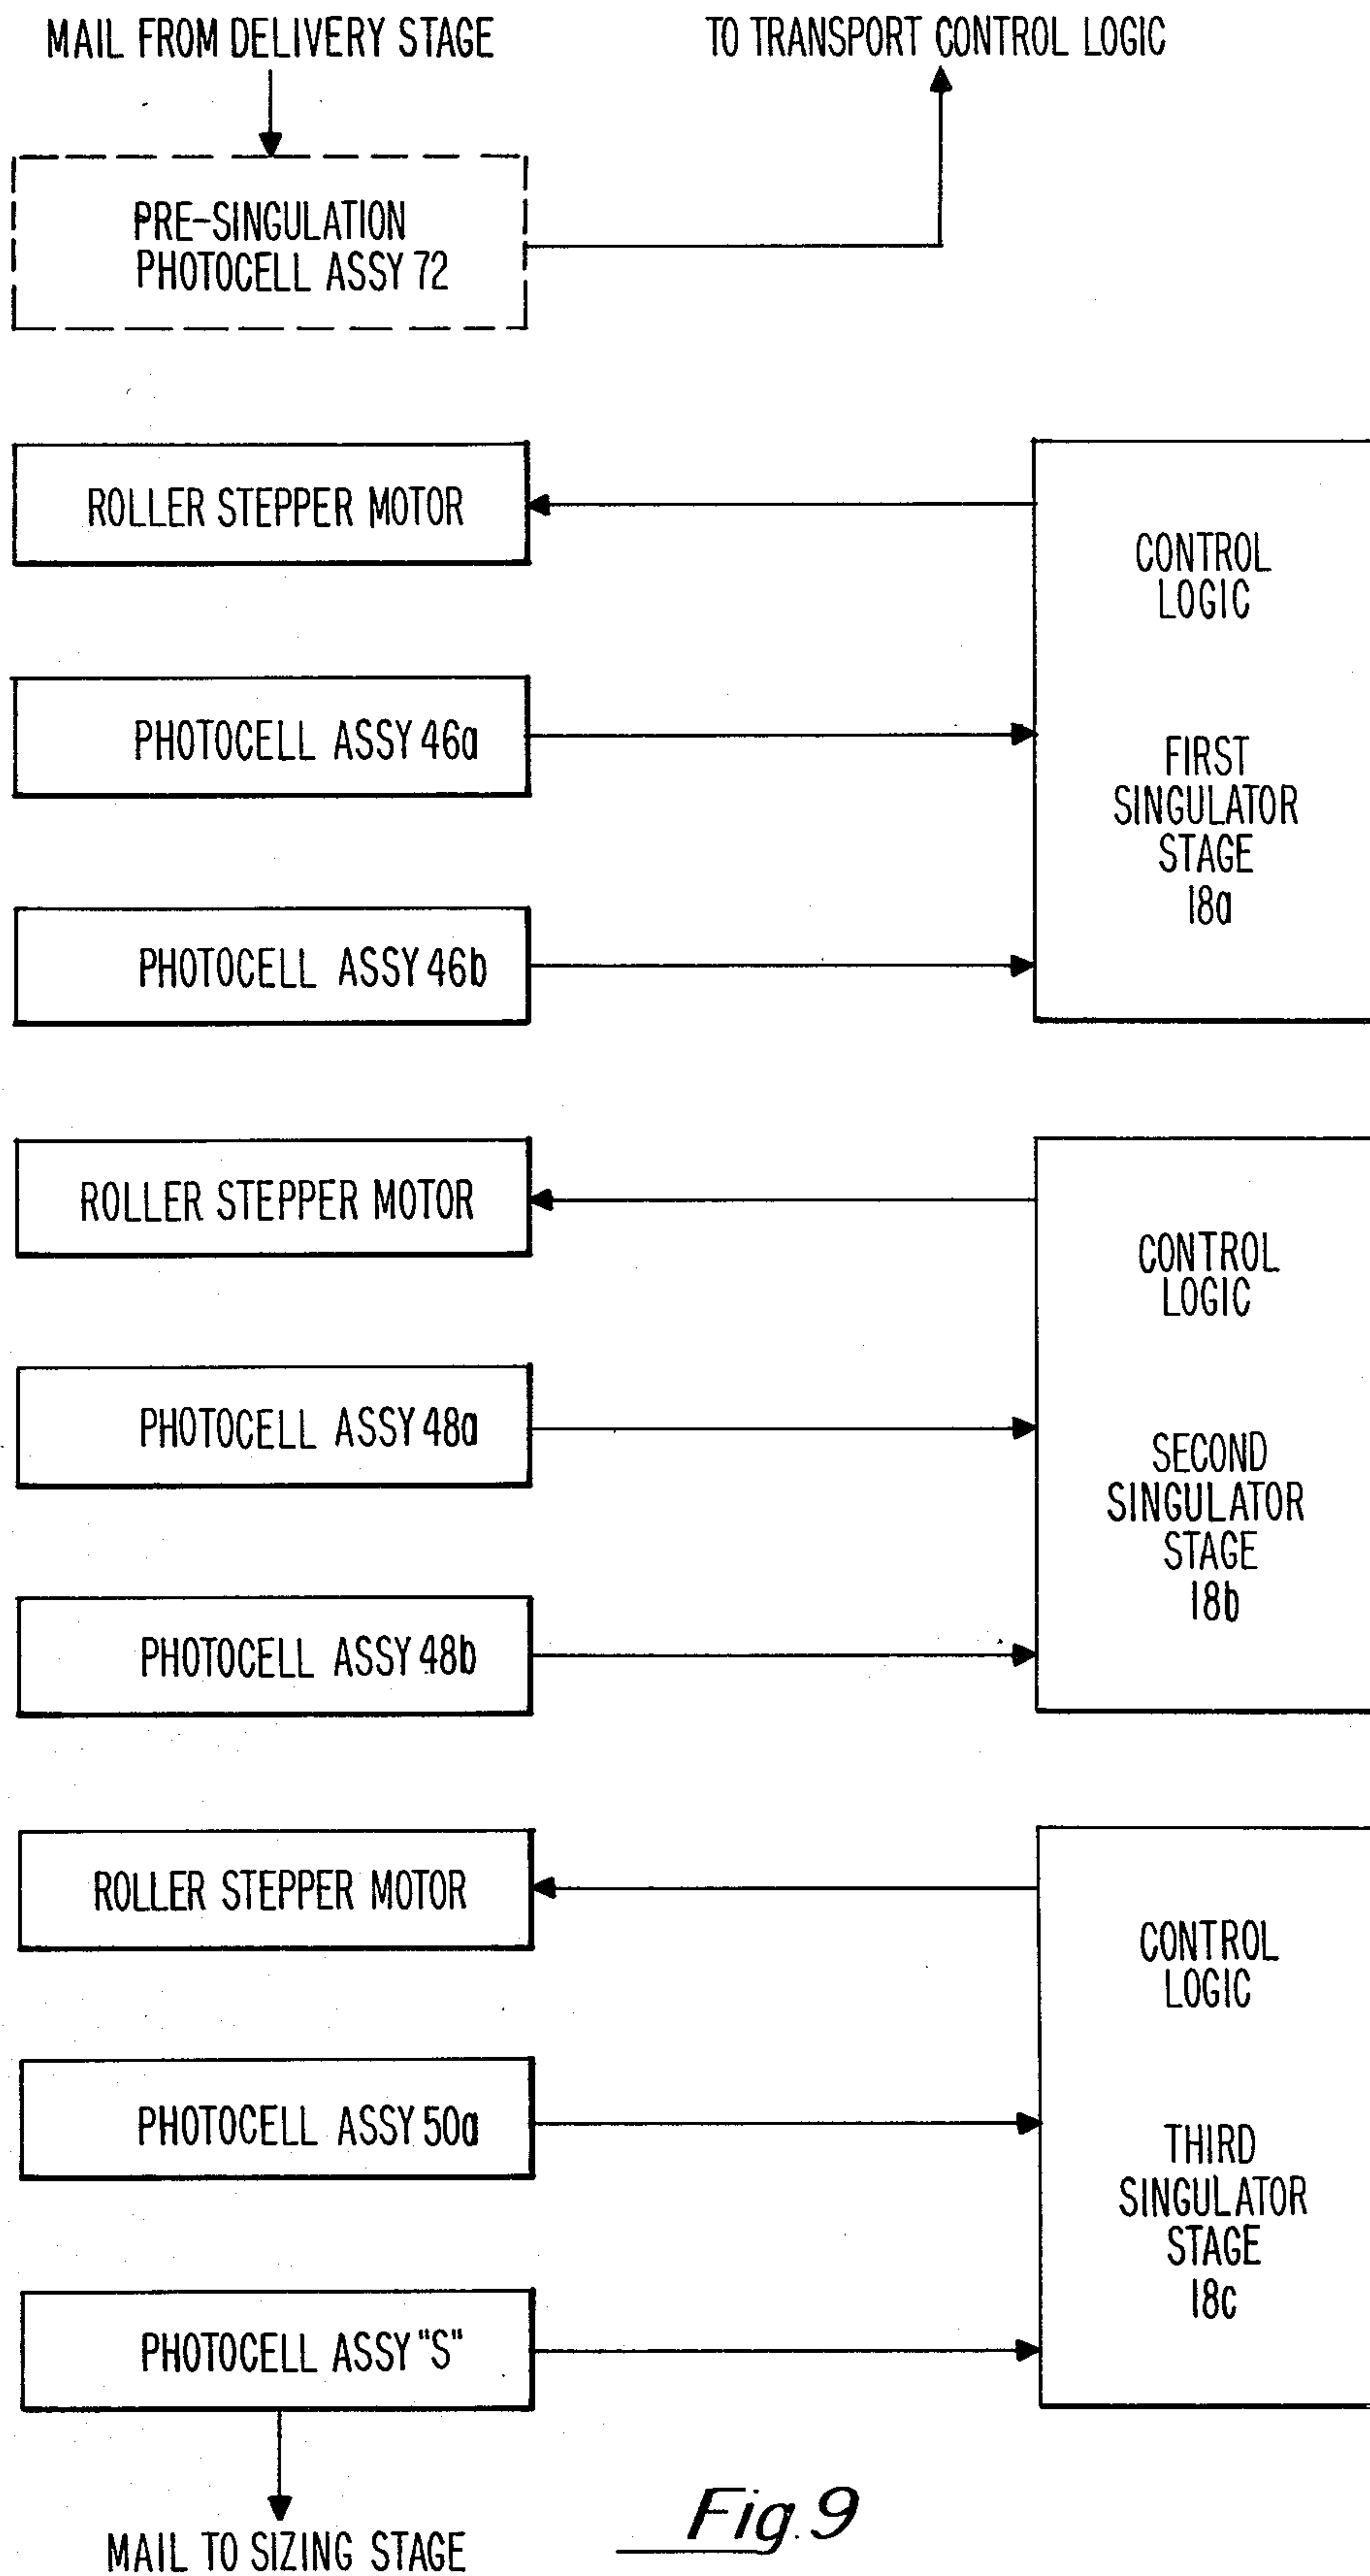 MAIL FROM DELIVERY STAGE
TO TRANSPORT CONTROL LOGIC
PRE-SINGULATION
PHOTOCELL ASSY 72
ROLLER STEPPER MOTOR
PHOTOCELL ASSY 46a
PHOTOCELL ASSY 46b
CONTROL
LOGIC
FIRST
SINGULATOR
STAGE
18a
ROLLER STEPPER MOTOR
PHOTOCELL ASSY 48a
PHOTOCELL ASSY 48b
CONTROL
LOGIC
SECOND
SINGULATOR
STAGE
18b
ROLLER STEPPER MOTOR
PHOTOCELL ASSY 50a
PHOTOCELL ASSY "S"
CONTROL
LOGIC
THIRD
SINGULATOR
STAGE
18c
MAIL TO SIZING STAGE
Fig. 9